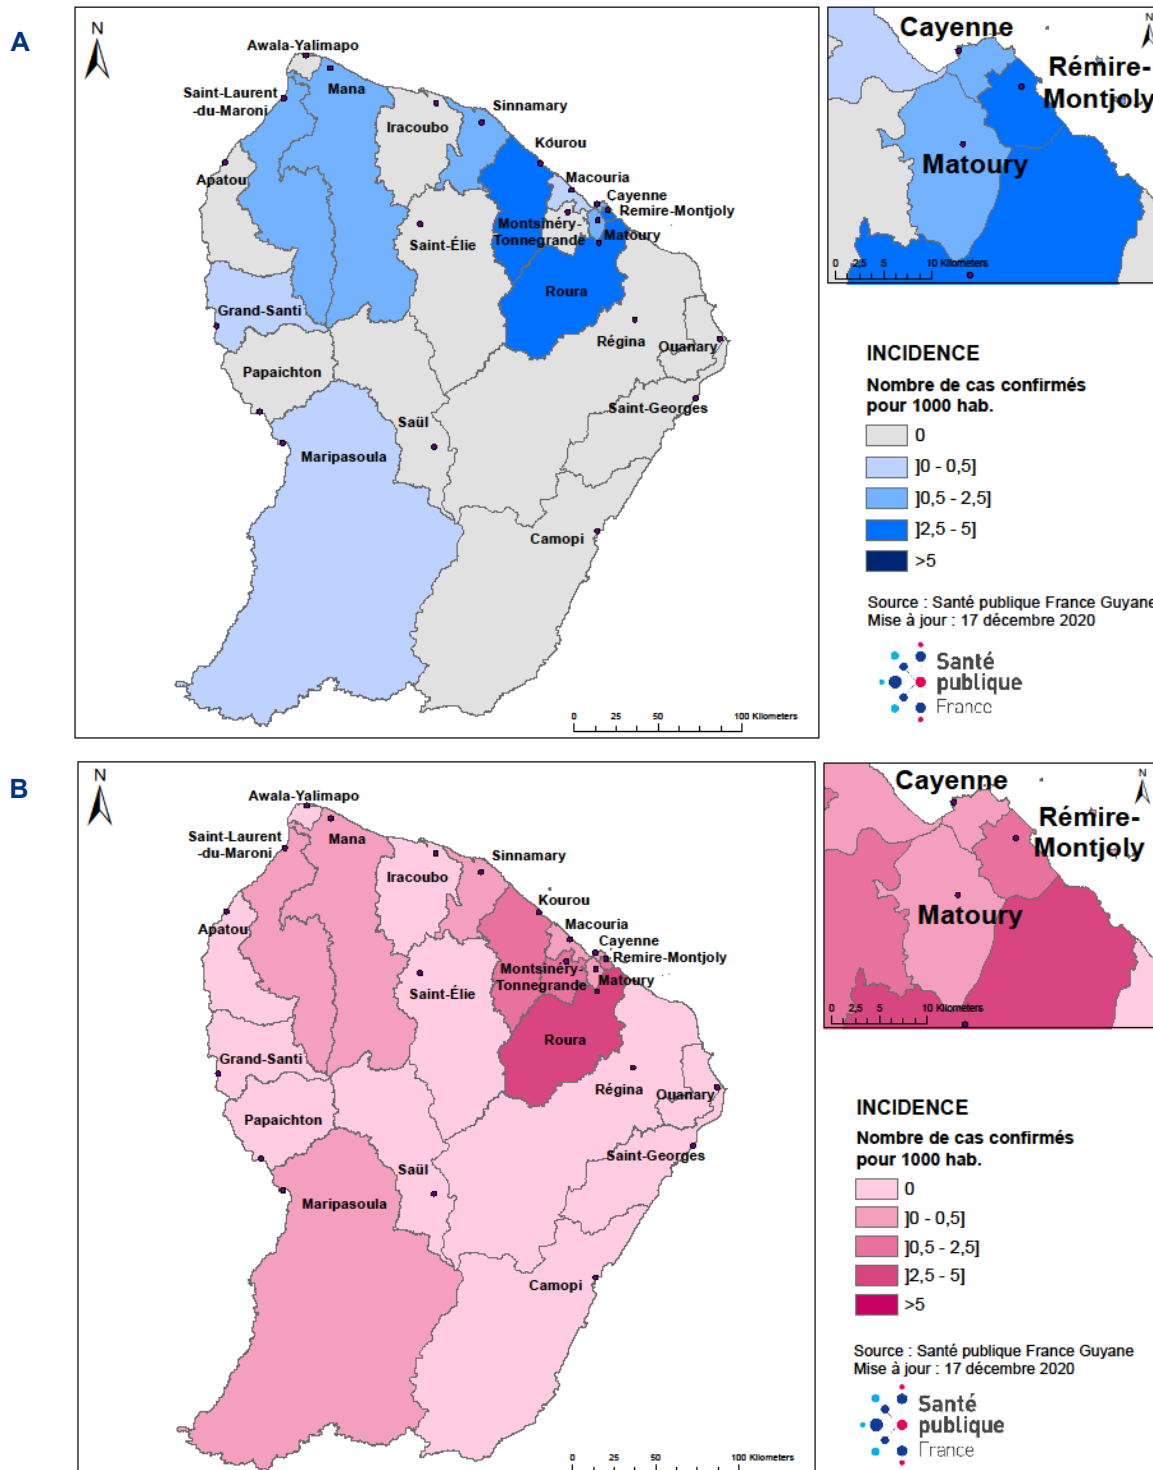 A
N
Awala-Yalimapo
Saint-Laurent
-du-Maroni
Mana
Iracoubo
Sinnamary
Kourou
Apatou
Macouria
Cayenne
Remire-Montjoly
Montsinéry-
Tonnegrande
Matoury
Saint-Élie
Roura
Grand-Santi
Régina
Ouanary
Papaichton
Saint-Georges
Saül
Maripasoula
Camopi
0 25 50 100 Kilometers
Cayenne
N
Rémire-
Montjoly
Matoury
0 2,5 5 10 Kilometers
INCIDENCE
Nombre de cas confirmés
pour 1000 hab.
0
]0 - 0,5]
]0,5 - 2,5]
]2,5 - 5]
>5
Source : Santé publique France Guyane
Mise à jour : 17 décembre 2020
Santé
publique
France
B
N
Awala-Yalimapo
Saint-Laurent
-du-Maroni
Mana
Iracoubo
Sinnamary
Kourou
Apatou
Macouria
Cayenne
Remire-Montjoly
Montsinéry-
Tonnegrande
Matoury
Saint-Élie
Roura
Grand-Santi
Régina
Ouanary
Papaichton
Saint-Georges
Saül
Maripasoula
Camopi
0 25 50 100 Kilometers
Cayenne
N
Rémire-
Montjoly
Matoury
0 2,5 5 10 Kilometers
INCIDENCE
Nombre de cas confirmés
pour 1000 hab.
0
]0 - 0,5]
]0,5 - 2,5]
]2,5 - 5]
>5
Source : Santé publique France Guyane
Mise à jour : 17 décembre 2020
Santé
publique
France